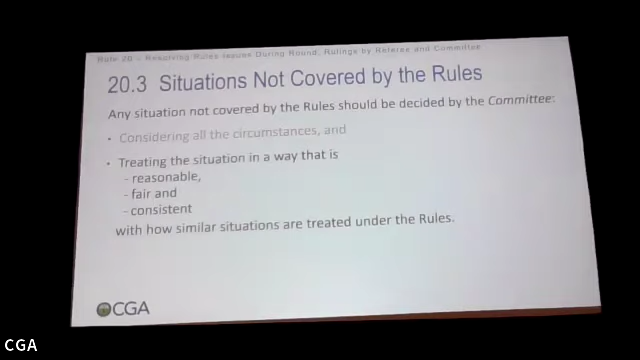 Rule 20 – Resolving Rules Issues During Round; Rulings by Referee and Committee
20.3 Situations Not Covered by the Rules
Any situation not covered by the Rules should be decided by the Committee:
• Considering all the circumstances, and
• Treating the situation in a way that is
- reasonable,
- fair and
- consistent
with how similar situations are treated under the Rules.
CGA
CGA